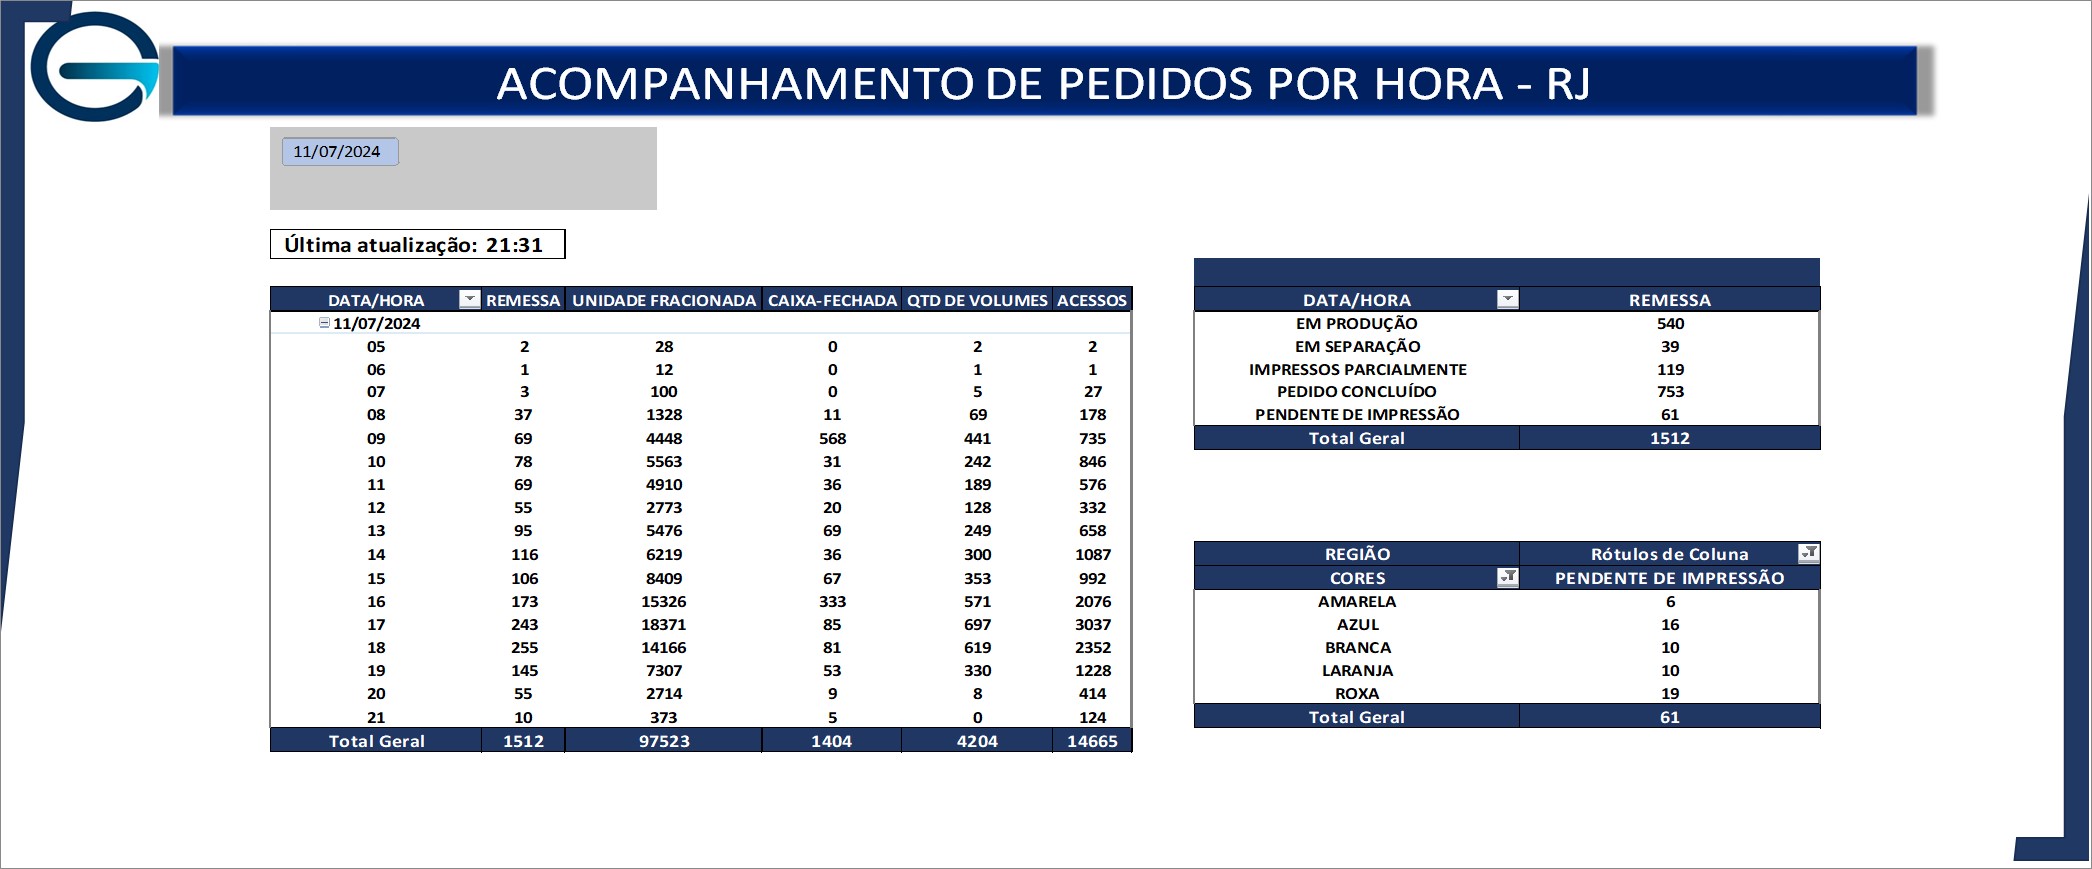 ACOMPANHAMENTO DE PEDIDOS POR HORA - RJ
11/07/2024
Última atualização: 21:31
DATA/HORA REMESSA UNIDADE FRACIONADA CAIXA-FECHADA QTD DE VOLUMES ACESSOS
11/07/2024
05 2 28 0 2 2
06 1 12 0 1 1
07 3 100 0 5 27
08 37 1328 11 69 178
09 69 4448 568 441 735
10 78 5563 31 242 846
11 69 4910 36 189 576
12 55 2773 20 128 332
13 95 5476 69 249 658
14 116 6219 36 300 1087
15 106 8409 67 353 992
16 173 15326 333 571 2076
17 243 18371 85 697 3037
18 255 14166 81 619 2352
19 145 7307 53 330 1228
20 55 2714 9 8 414
21 10 373 5 0 124
Total Geral 1512 97523 1404 4204 14665
DATA/HORA REMESSA
EM PRODUÇÃO 540
EM SEPARAÇÃO 39
IMPRESSOS PARCIALMENTE 119
PEDIDO CONCLUÍDO 753
PENDENTE DE IMPRESSÃO 61
Total Geral 1512
REGIÃO Rótulos de Coluna
CORES PENDENTE DE IMPRESSÃO
AMARELA 6
AZUL 16
BRANCA 10
LARANJA 10
ROXA 19
Total Geral 61